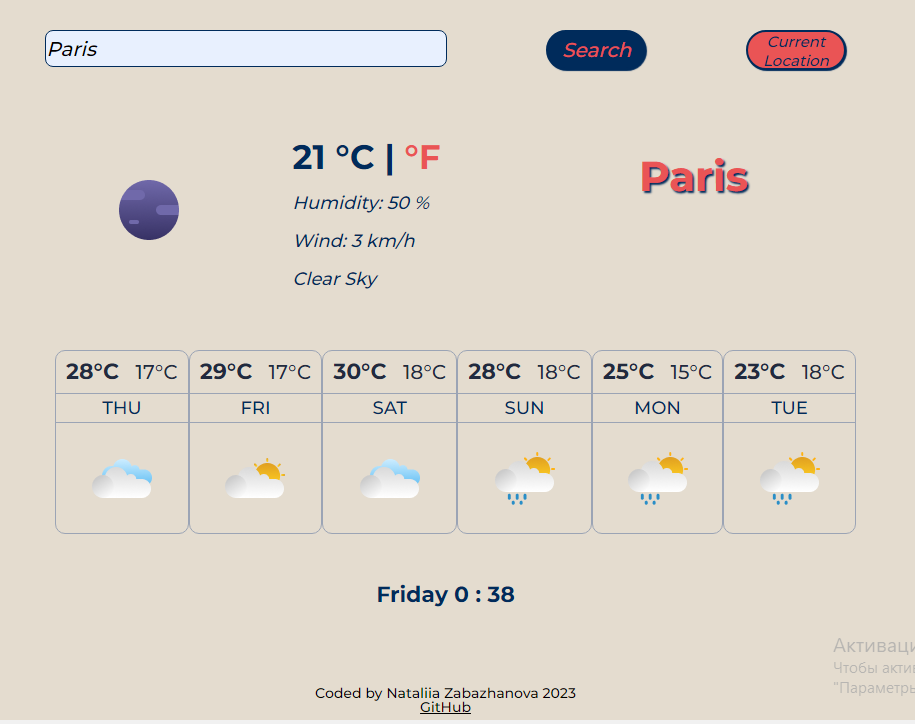 Paris
Search
Current
Location
21 °C | °F
Humidity: 50 %
Wind: 3 km/h
Clear Sky
Paris
28°C 17°C 29°C 17°C 30°C 18°C 28°C 18°C 25°C 15°C 23°C 18°C
THU FRI SAT SUN MON TUE
Friday 0 : 38
Активаци
Чтобы актив
"Параметры
Coded by Nataliia Zabazhanova 2023
GitHub